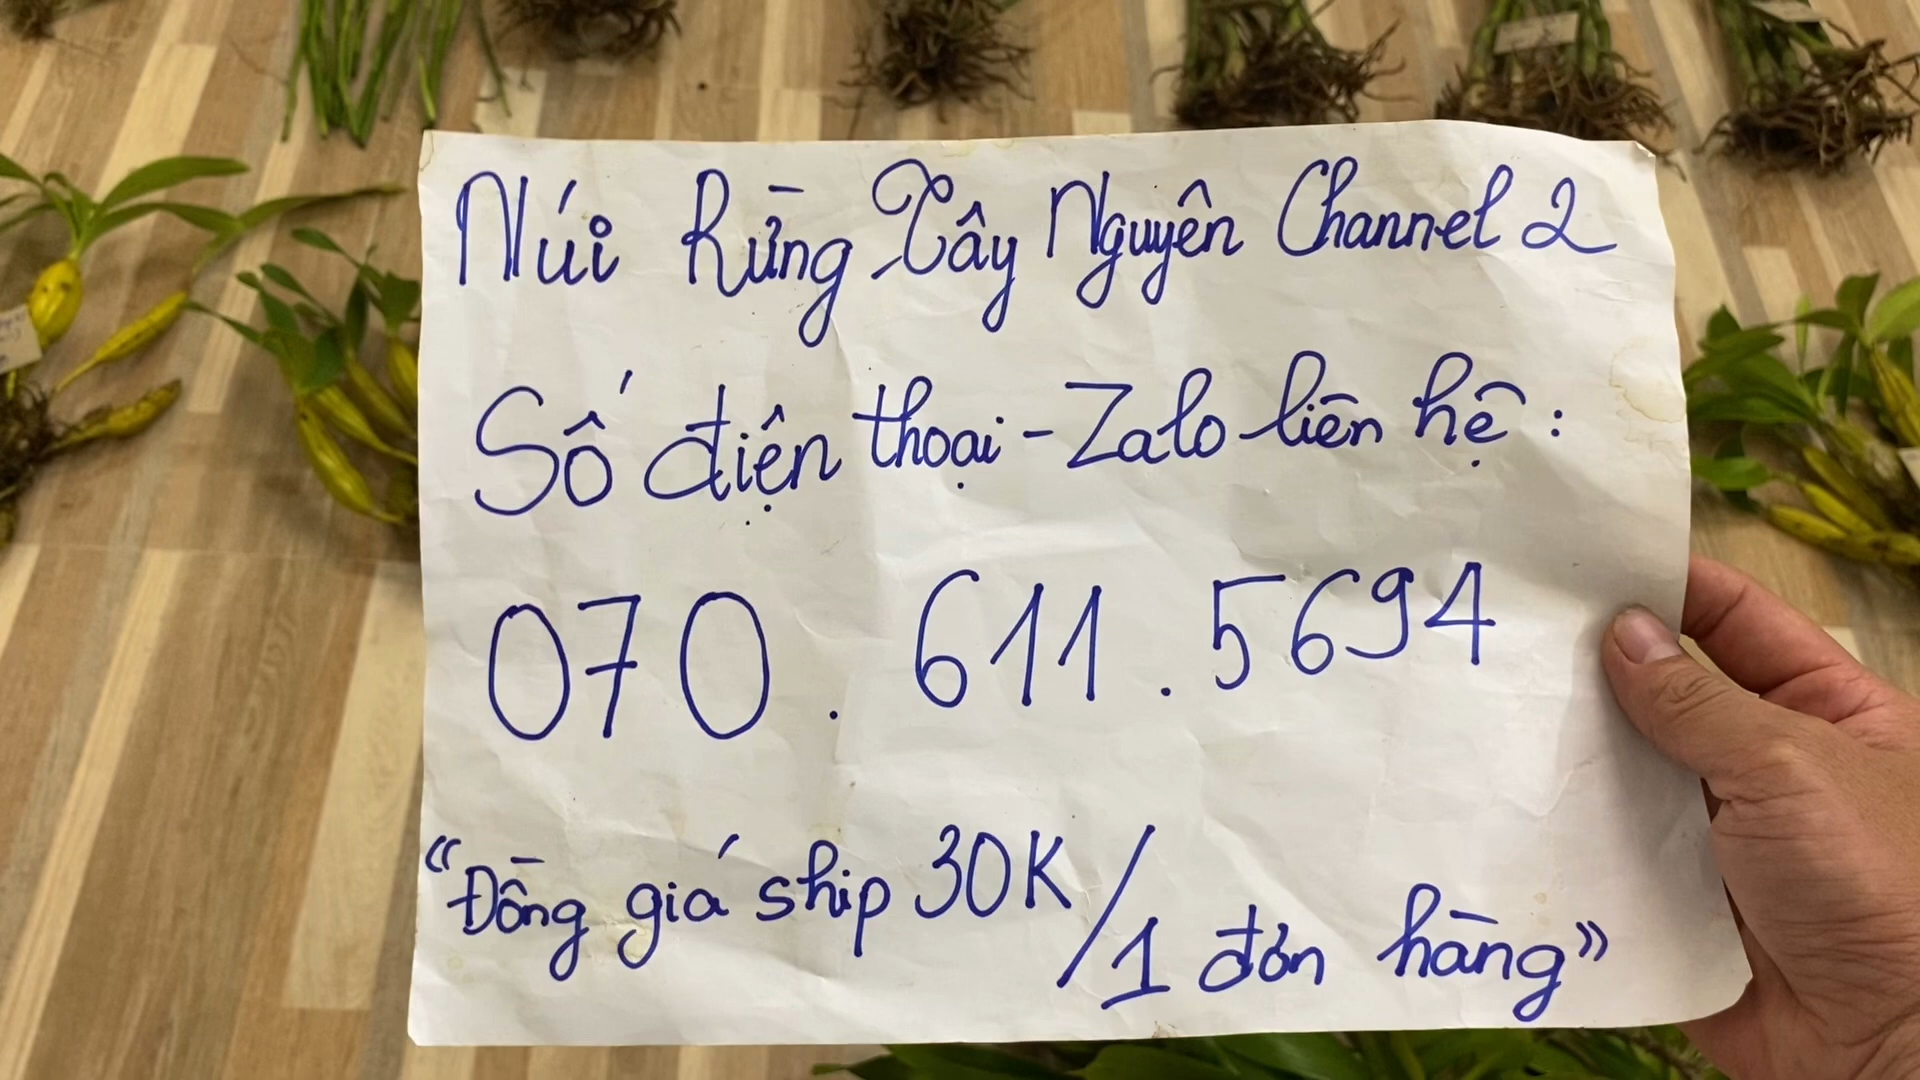 Núi Rừng Tây Nguyên Channel 2
Số điện thoại - Zalo liên hệ :
070 . 611 . 5694
“Đồng giá ship 30K/1 đơn hàng”